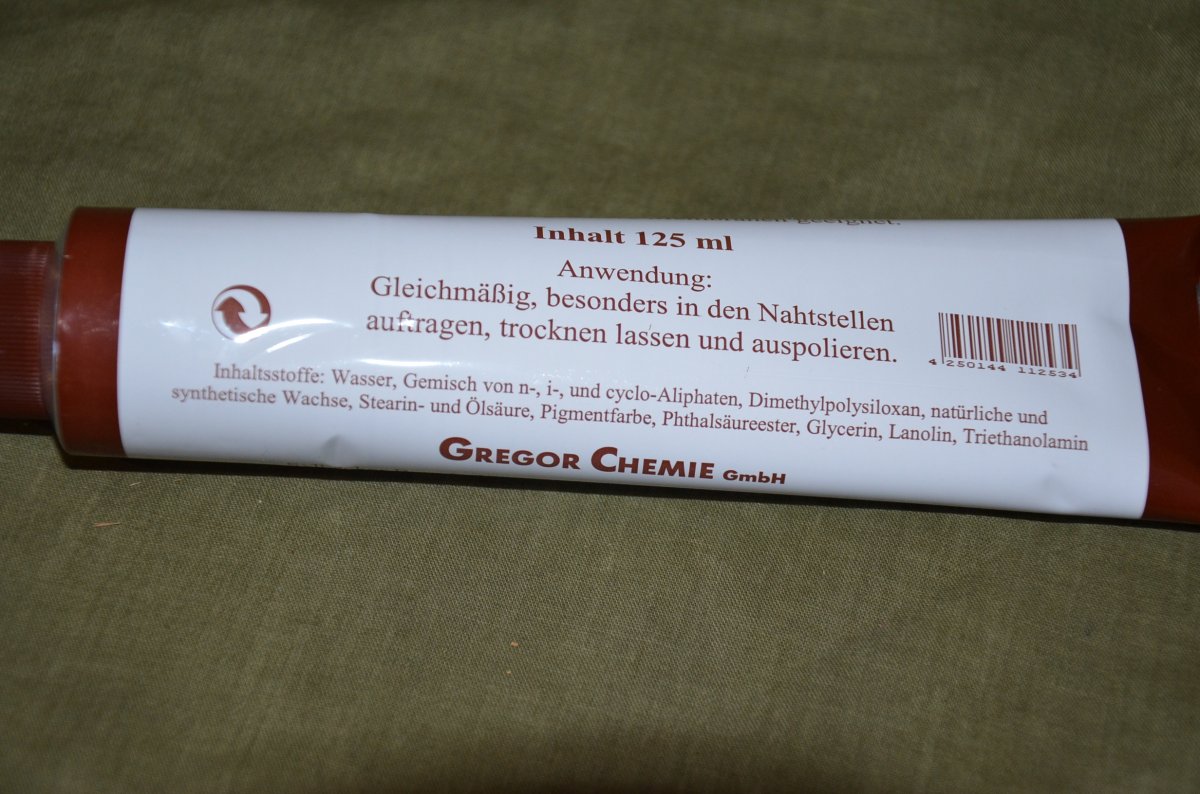 geeignet.
Inhalt 125 ml
Anwendung:
Gleichmäßig, besonders in den Nahtstellen
auftragen, trocknen lassen und auspolieren.
4 250144 112534
Inhaltsstoffe: Wasser, Gemisch von n-, i-, und cyclo-Aliphaten, Dimethylpolysiloxan, natürliche und
synthetische Wachse, Stearin- und Ölsäure, Pigmentfarbe, Phthalsäureester, Glycerin, Lanolin, Triethanolamin
GREGOR CHEMIE GmbH